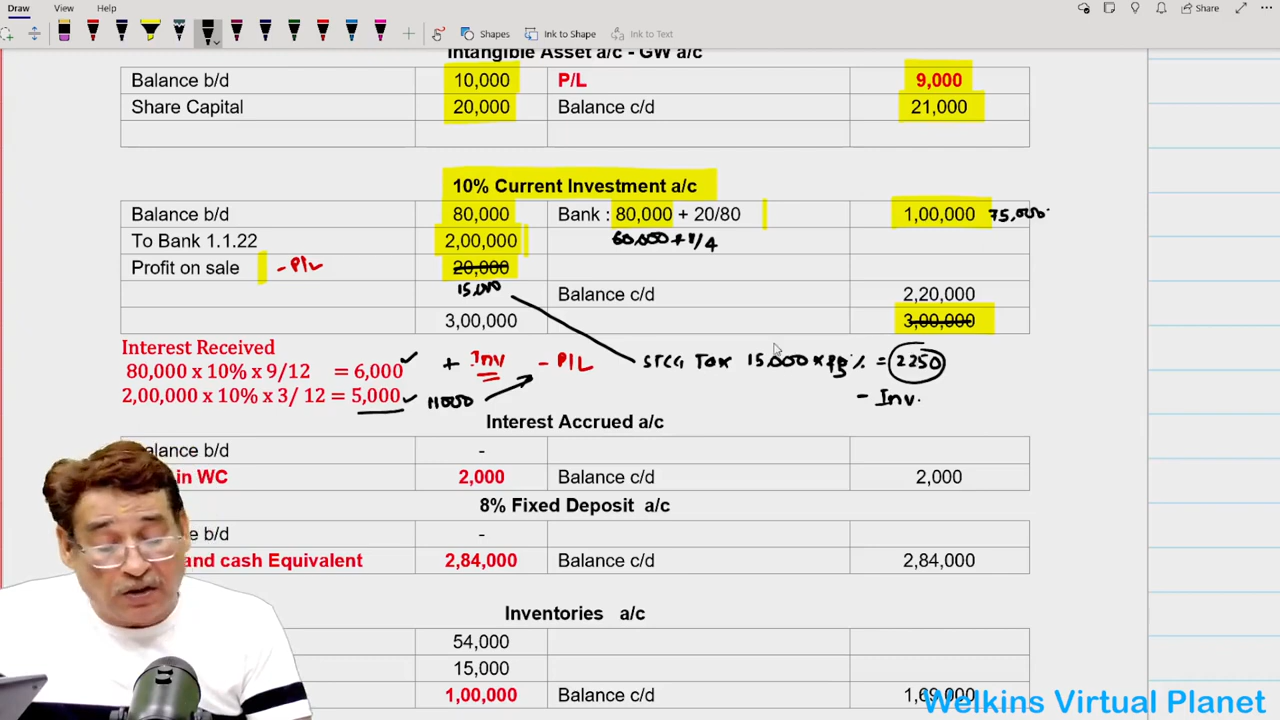 Draw View Help
Share
Shapes Ink to Shape Ink to Text
Intangible Asset a/c - GW a/c
Balance b/d 10,000 P/L 9,000
Share Capital 20,000 Balance c/d 21,000
10% Current Investment a/c
Balance b/d 80,000 Bank : 80,000 + 20/80 1,00,000 75,000
To Bank 1.1.22 2,00,000 60,000 + 1/4
Profit on sale - P/L 20,000
15,000 Balance c/d 2,20,000
3,00,000 3,00,000
Interest Received
80,000 x 10% x 9/12 = 6,000 + Inv - P/L STCG Tax 15,000 x % = 2250
2,00,000 x 10% x 3/ 12 = 5,000 11000 - Inv.
Interest Accrued a/c
alance b/d -
in WC 2,000 Balance c/d 2,000
8% Fixed Deposit a/c
e b/d -
and cash Equivalent 2,84,000 Balance c/d 2,84,000
Inventories a/c
54,000
15,000
1,00,000 Balance c/d 1,69,000
Welkins Virtual Planet